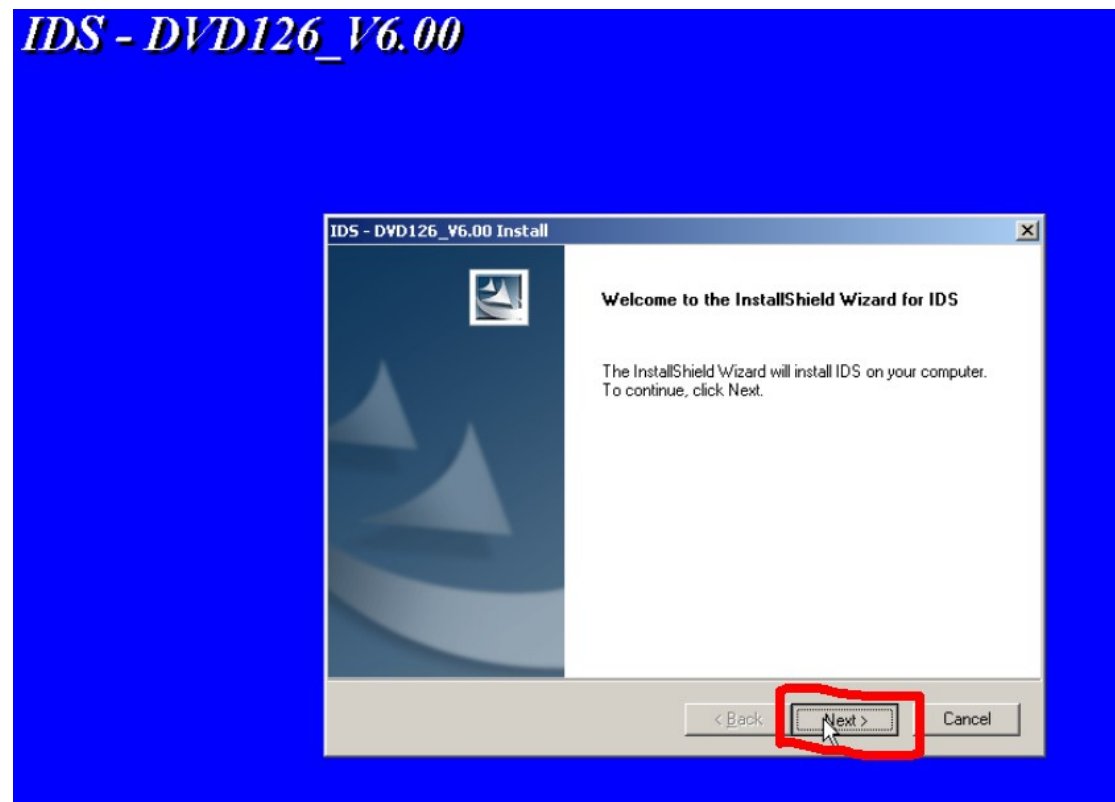 IDS - DVD126_V6.00
IDS - DVD126_V6.00 Install
Welcome to the InstallShield Wizard for IDS
The InstallShield Wizard will install IDS on your computer.
To continue, click Next.
< Back Next > Cancel